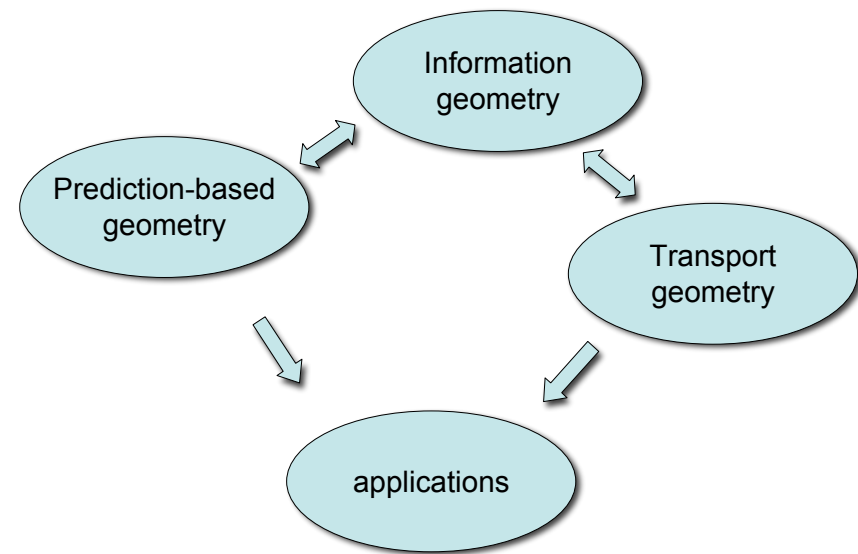 Information
geometry
Prediction-based
geometry
Transport
geometry
applications